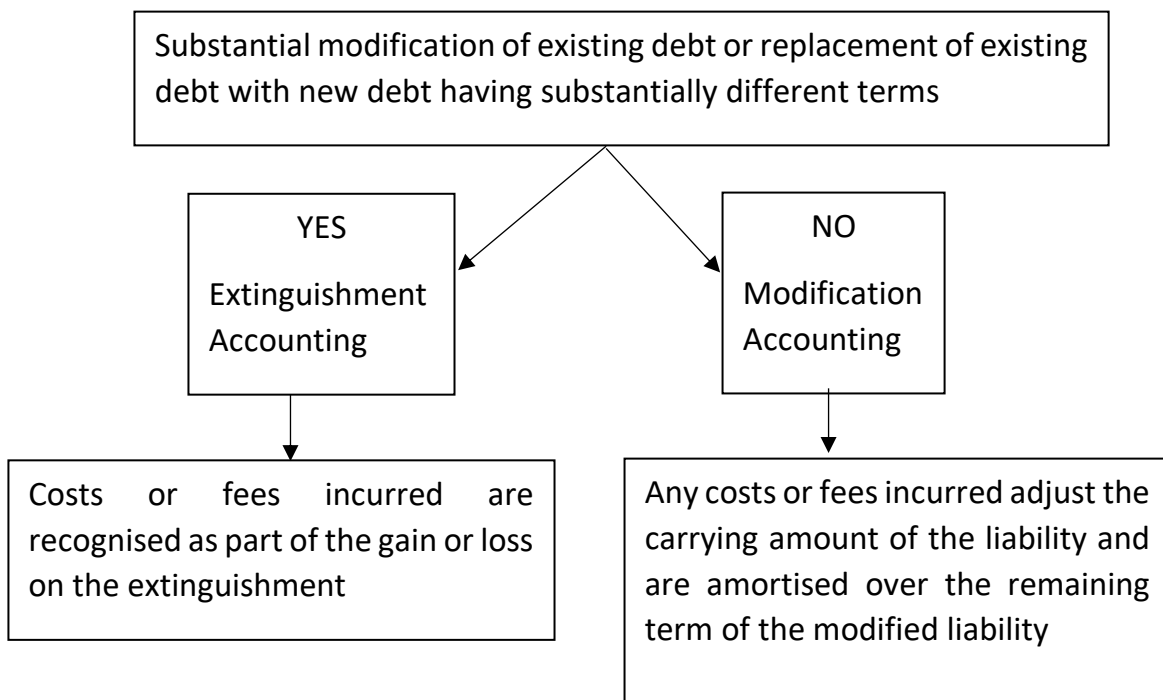 Substantial modification of existing debt or replacement of existing
debt with new debt having substantially different terms
YES
Extinguishment
Accounting
NO
Modification
Accounting
Costs or fees incurred are
recognised as part of the gain or loss
on the extinguishment
Any costs or fees incurred adjust the
carrying amount of the liability and
are amortised over the remaining
term of the modified liability